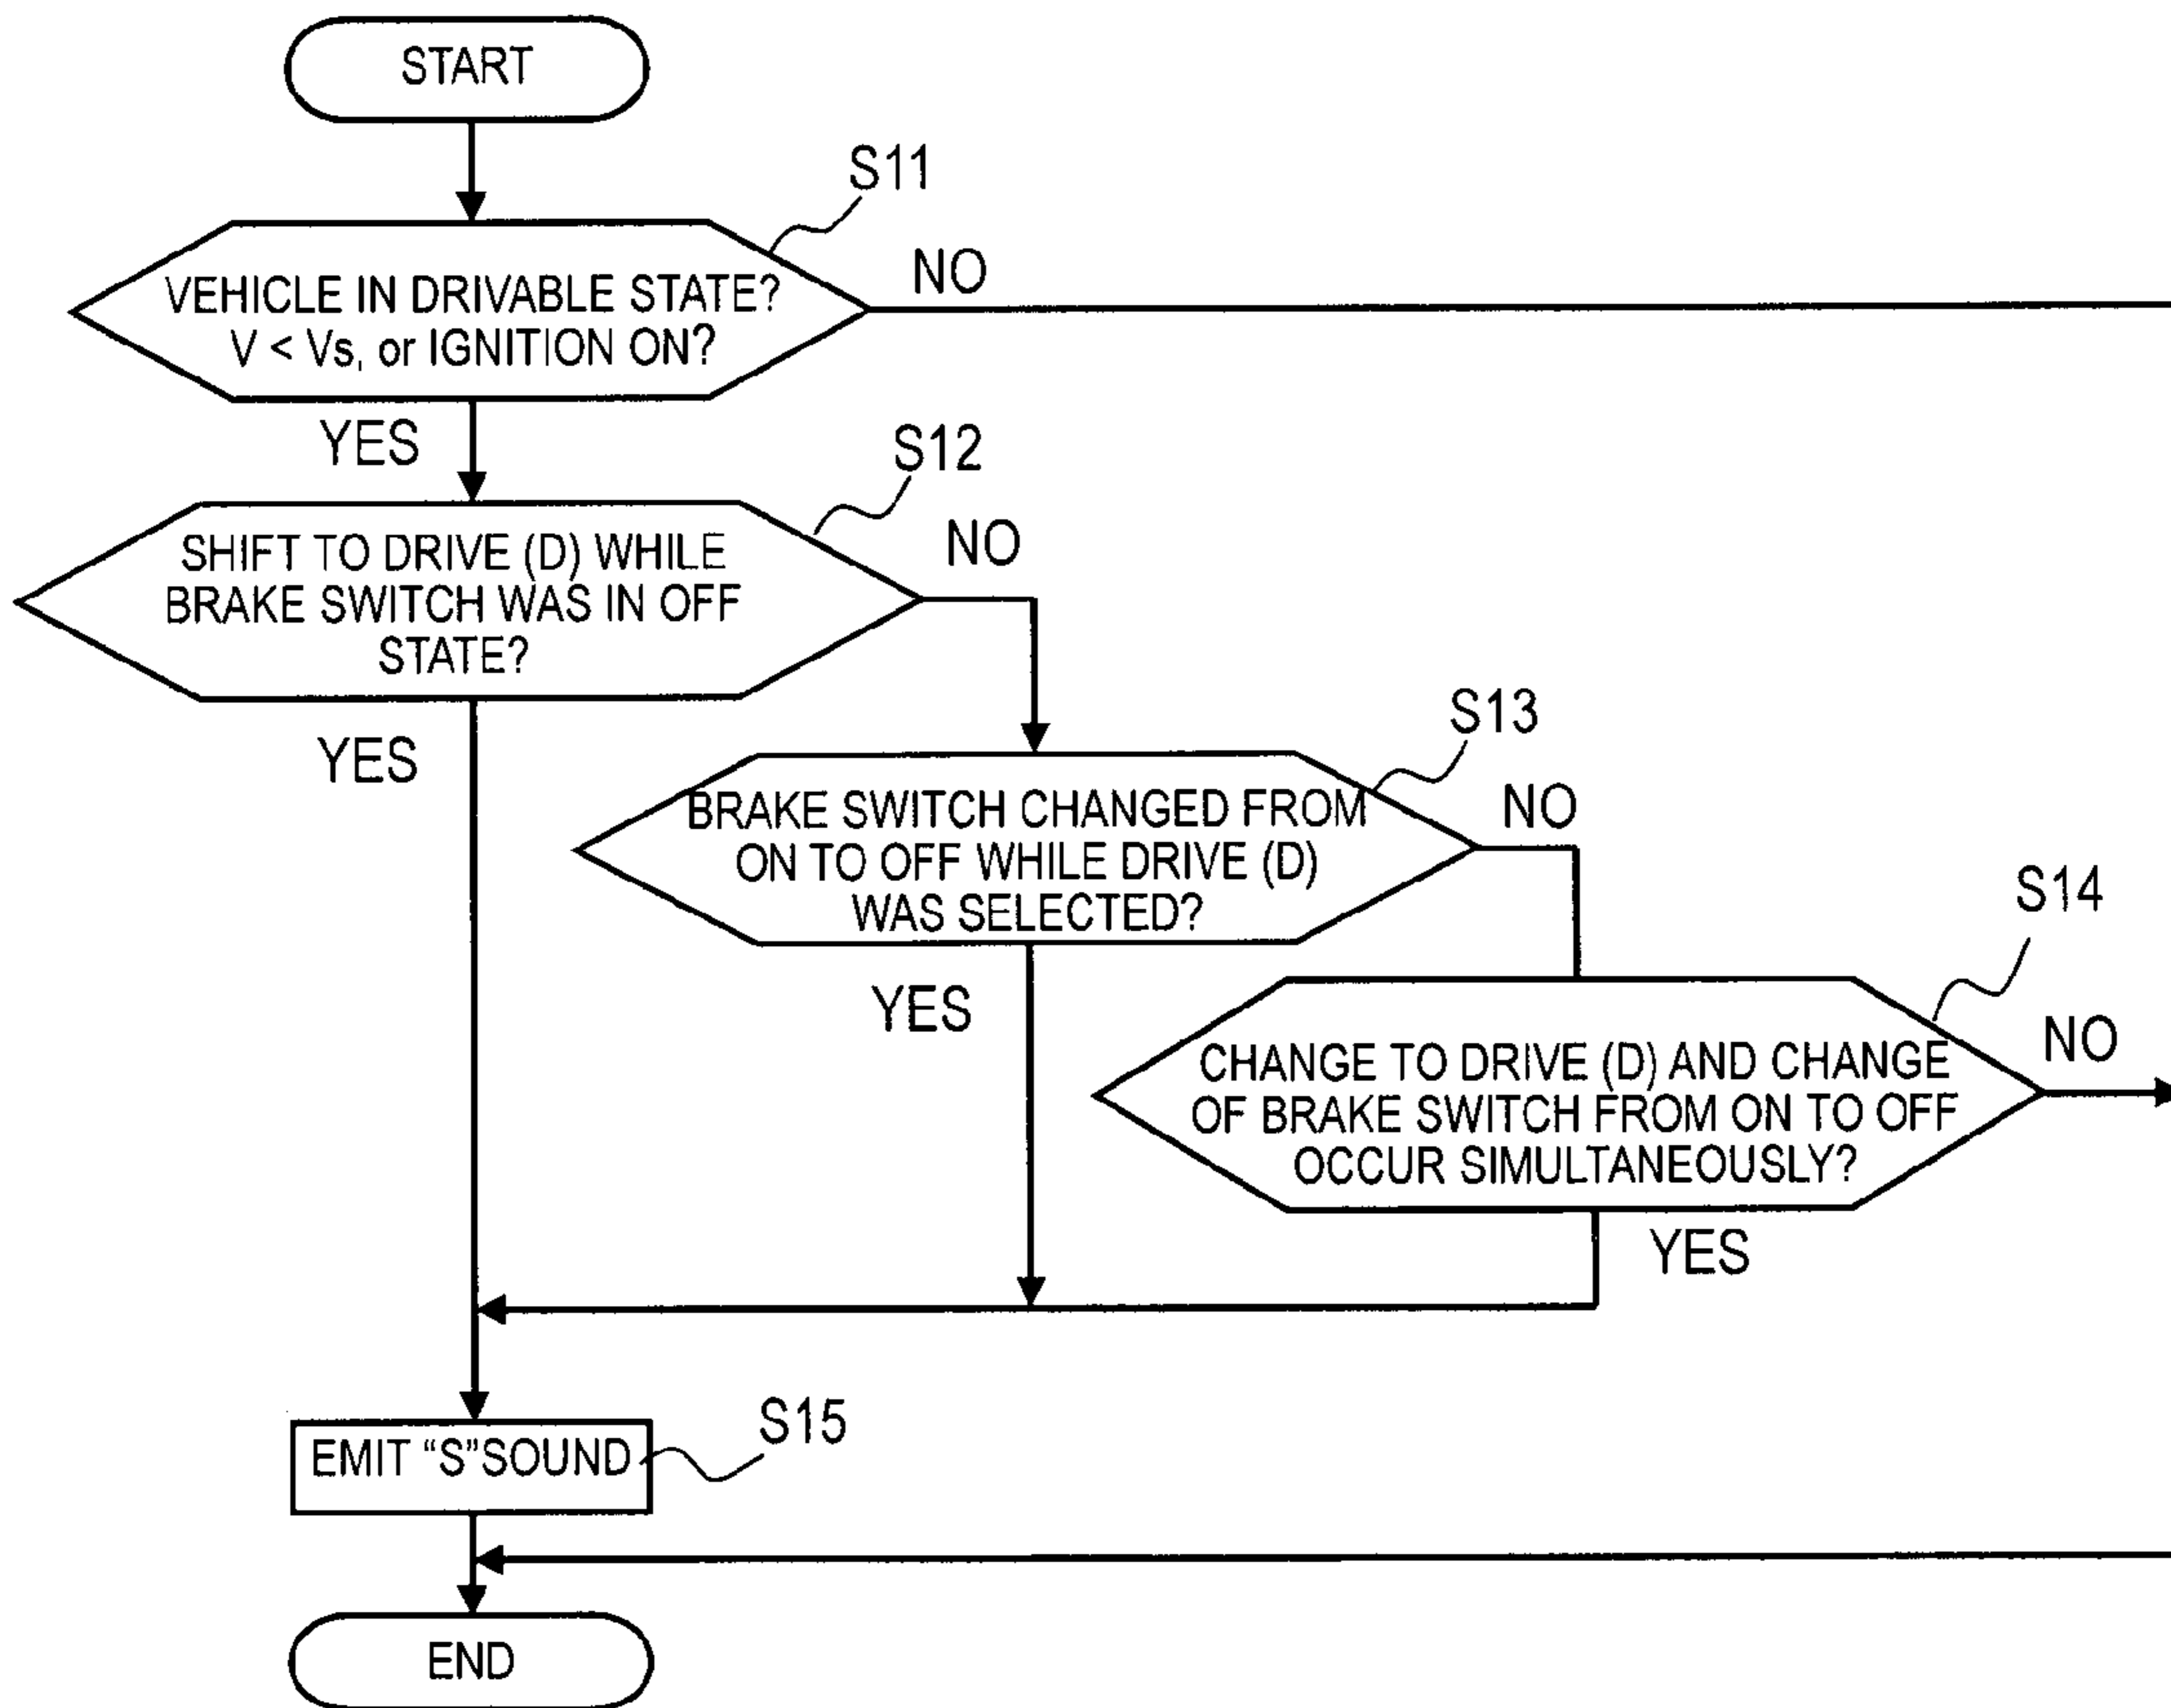 START
S11
NO
VEHICLE IN DRIVABLE STATE?
V < Vs, or IGNITION ON?
YES
S12
NO
SHIFT TO DRIVE (D) WHILE
BRAKE SWITCH WAS IN OFF
STATE?
YES
S13
NO
BRAKE SWITCH CHANGED FROM
ON TO OFF WHILE DRIVE (D)
WAS SELECTED?
YES
S14
NO
CHANGE TO DRIVE (D) AND CHANGE
OF BRAKE SWITCH FROM ON TO OFF
OCCUR SIMULTANEOUSLY?
YES
S15
EMIT “S”SOUND
END